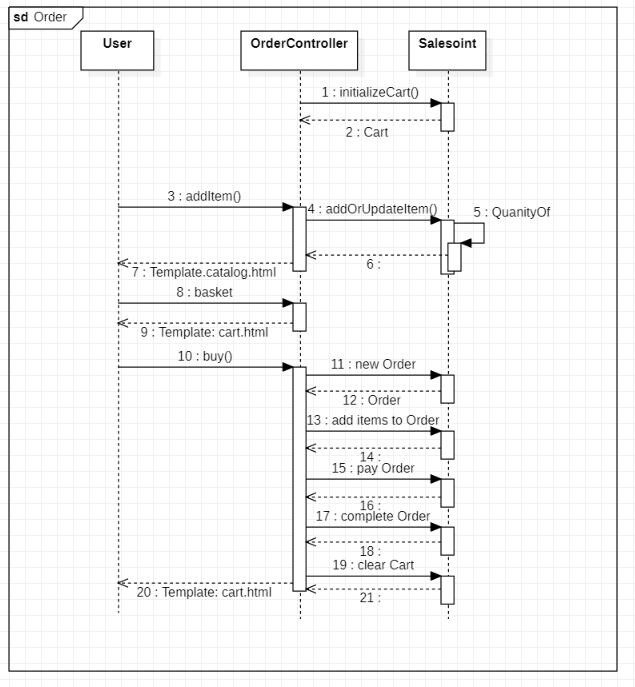 sd Order
User
OrderController
Salesoint
1 : initializeCart()
2 : Cart
3 : addItem()
4 : addOrUpdateItem()
5 : QuanityOf
6 :
7 : Template.catalog.html
8 : basket
9 : Template: cart.html
10 : buy()
11 : new Order
12 : Order
13 : add items to Order
14 :
15 : pay Order
16 :
17 : complete Order
18 :
19 : clear Cart
20 : Template: cart.html
21 :